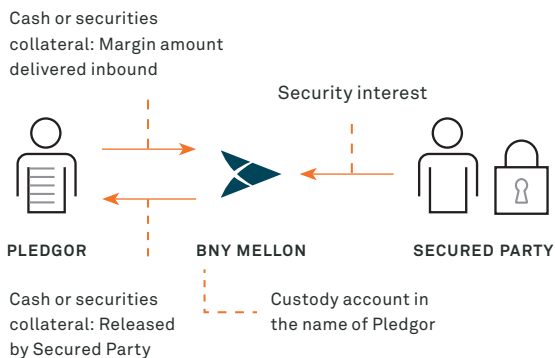 Cash or securities
collateral: Margin amount
delivered inbound
Security interest
PLEDGOR
BNY MELLON
SECURED PARTY
Cash or securities
collateral: Released
by Secured Party
Custody account in
the name of Pledgor